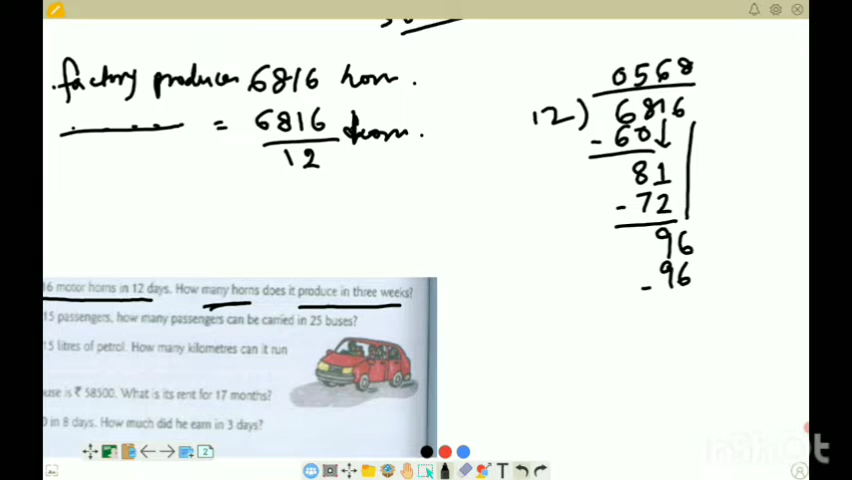 factory produces 6816 horn.
= 6816 horn.
12
0568
12) 6816
- 60
81
- 72
96
- 96
16 motor horns in 12 days. How many horns does it produce in three weeks?
15 passengers, how many passengers can be carried in 25 buses?
15 litres of petrol. How many kilometres can it run
use is ₹ 58500. What is its rent for 17 months?
0 in 8 days. How much did he earn in 3 days?
2
T